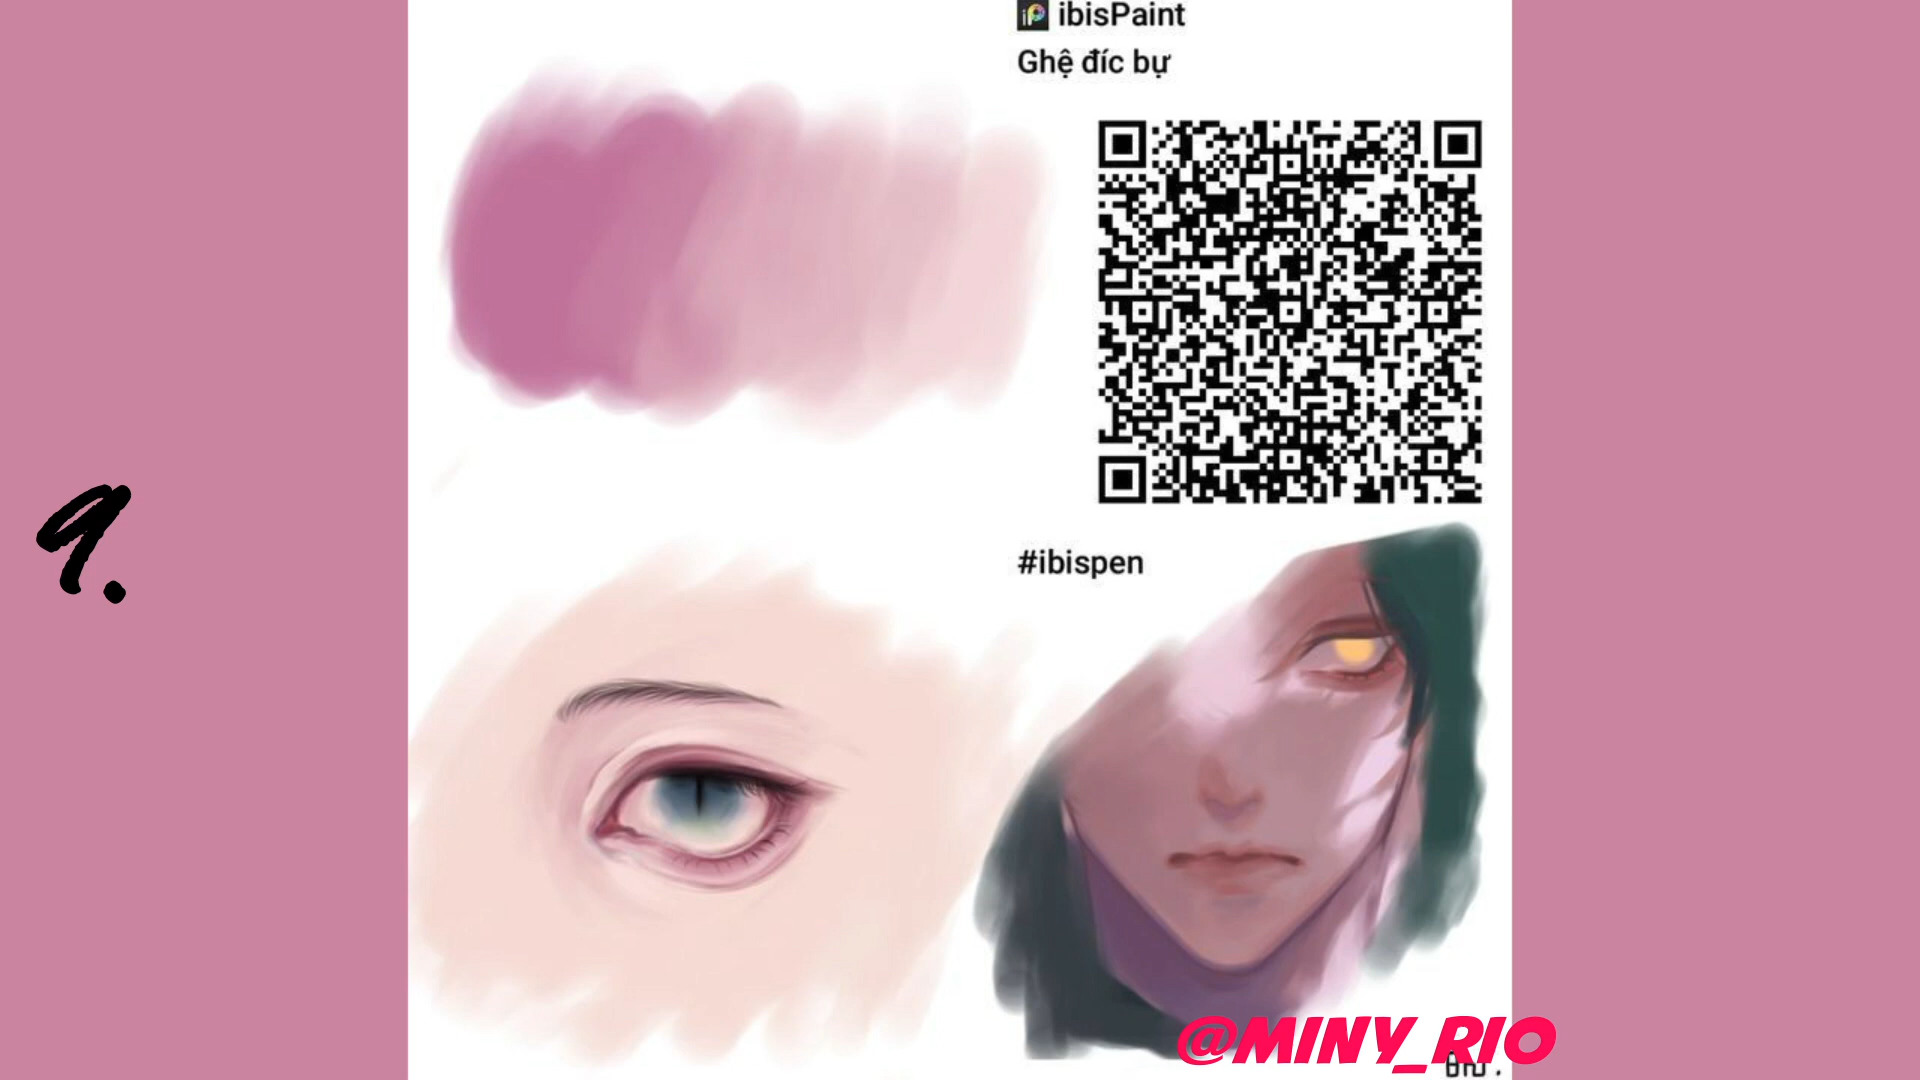 ibisPaint
Ghệ đíc bự
9.
#ibispen
@MINY_RIO